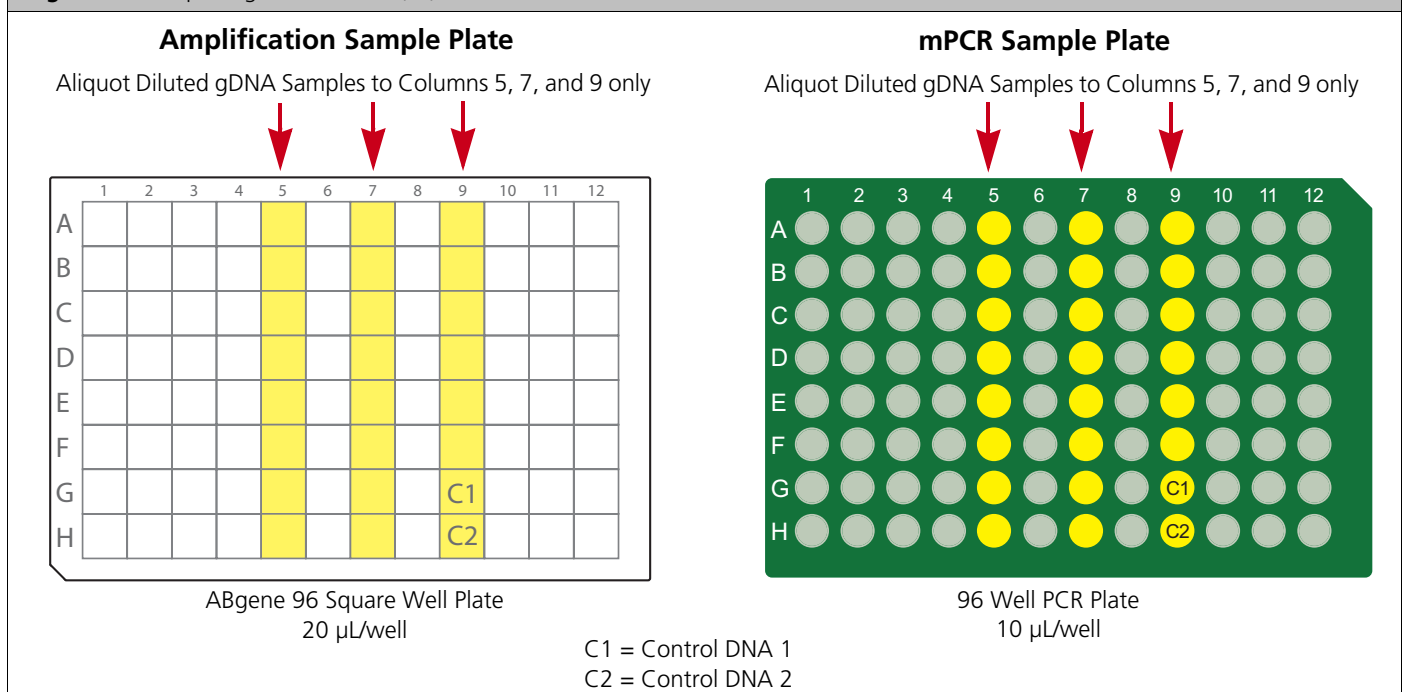 Amplification Sample Plate
Aliquot Diluted gDNA Samples to Columns 5, 7, and 9 only
1 2 3 4 5 6 7 8 9 10 11 12
A
B
C
D
E
F
G C1
H C2
ABgene 96 Square Well Plate
20 µL/well
mPCR Sample Plate
Aliquot Diluted gDNA Samples to Columns 5, 7, and 9 only
1 2 3 4 5 6 7 8 9 10 11 12
A
B
C
D
E
F
G C1
H C2
96 Well PCR Plate
10 µL/well
C1 = Control DNA 1
C2 = Control DNA 2